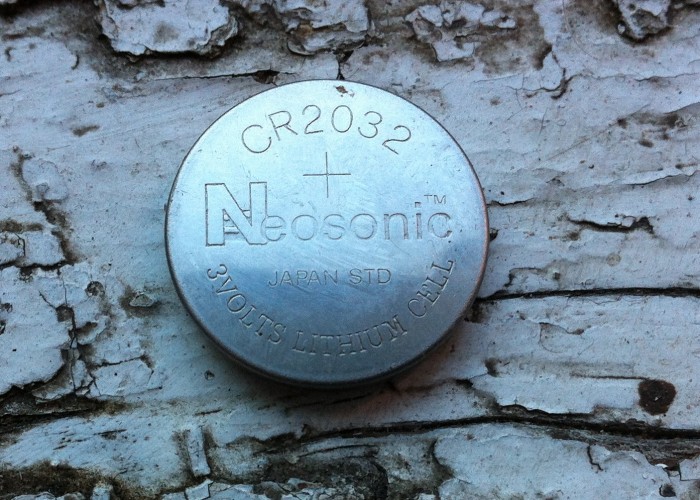 CR2032
+
Neosonic™
JAPAN STD
3VOLTS LITHIUM CELL